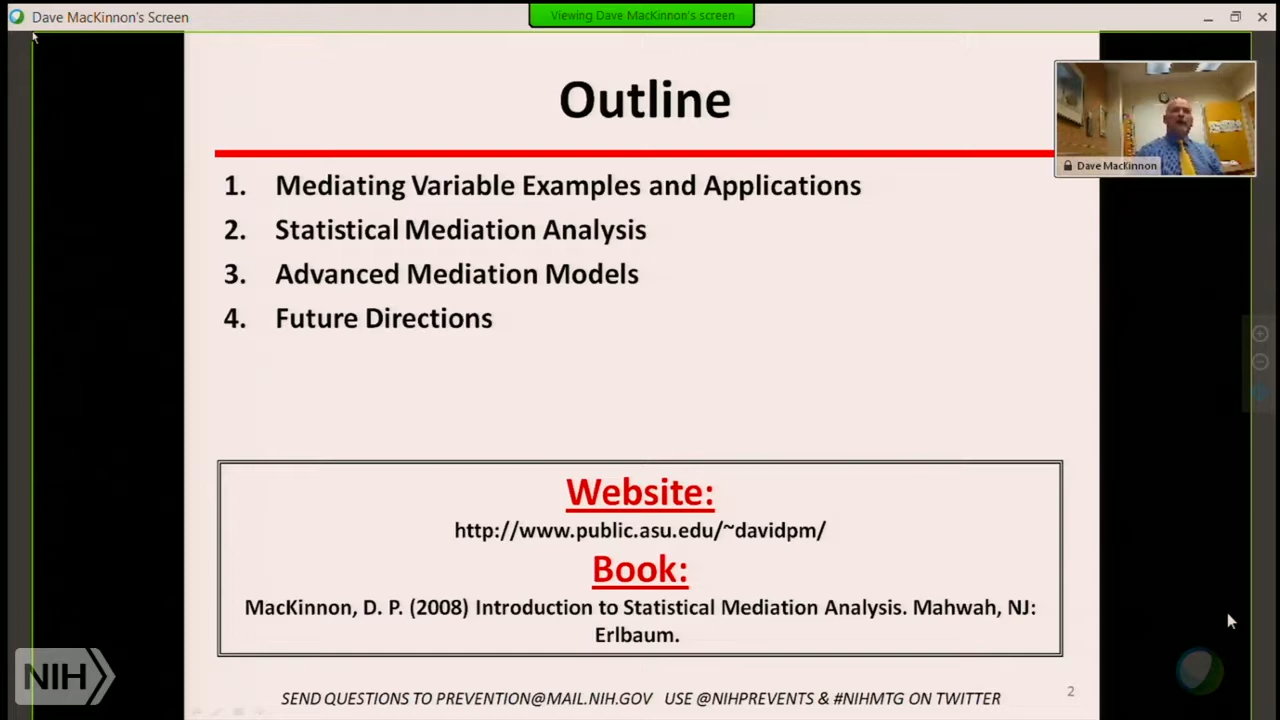 Dave MacKinnon's Screen
Viewing Dave MacKinnon's screen
Outline
Dave MacKinnon
1. Mediating Variable Examples and Applications
2. Statistical Mediation Analysis
3. Advanced Mediation Models
4. Future Directions
Website:
http://www.public.asu.edu/~davidpm/
Book:
MacKinnon, D. P. (2008) Introduction to Statistical Mediation Analysis. Mahwah, NJ:
Erlbaum.
NIH
SEND QUESTIONS TO PREVENTION@MAIL.NIH.GOV USE @NIHPREVENTS & #NIHMTG ON TWITTER
2